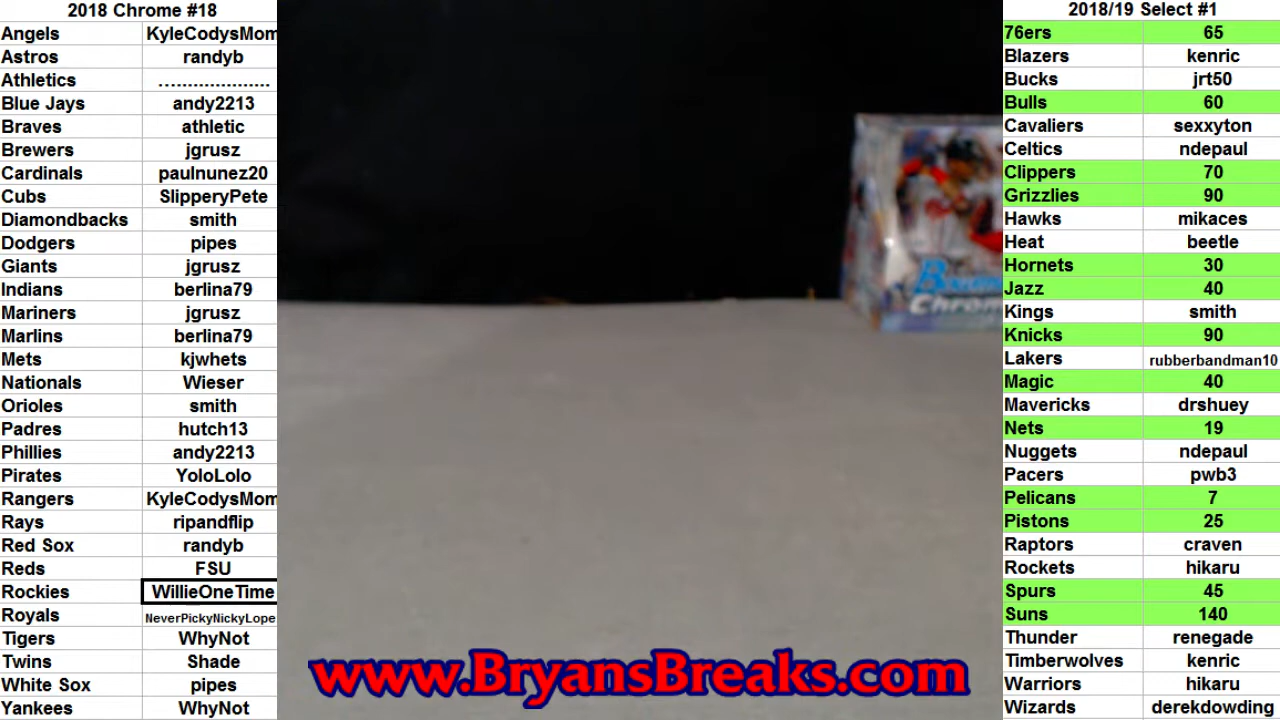 2018 Chrome #18
Angels KyleCodysMom
Astros randyb
Athletics ...................
Blue Jays andy2213
Braves athletic
Brewers jgrusz
Cardinals paulnunez20
Cubs SlipperyPete
Diamondbacks smith
Dodgers pipes
Giants jgrusz
Indians berlina79
Mariners jgrusz
Marlins berlina79
Mets kjwhets
Nationals Wieser
Orioles smith
Padres hutch13
Phillies andy2213
Pirates YoloLolo
Rangers KyleCodysMom
Rays ripandflip
Red Sox randyb
Reds FSU
Rockies WillieOneTime
Royals NeverPickyNickyLope
Tigers WhyNot
Twins Shade
White Sox pipes
Yankees WhyNot
Bowman
Chrome
www.BryansBreaks.com
2018/19 Select #1
76ers 65
Blazers kenric
Bucks jrt50
Bulls 60
Cavaliers sexxyton
Celtics ndepaul
Clippers 70
Grizzlies 90
Hawks mikaces
Heat beetle
Hornets 30
Jazz 40
Kings smith
Knicks 90
Lakers rubberbandman10
Magic 40
Mavericks drshuey
Nets 19
Nuggets ndepaul
Pacers pwb3
Pelicans 7
Pistons 25
Raptors craven
Rockets hikaru
Spurs 45
Suns 140
Thunder renegade
Timberwolves kenric
Warriors hikaru
Wizards derekdowding